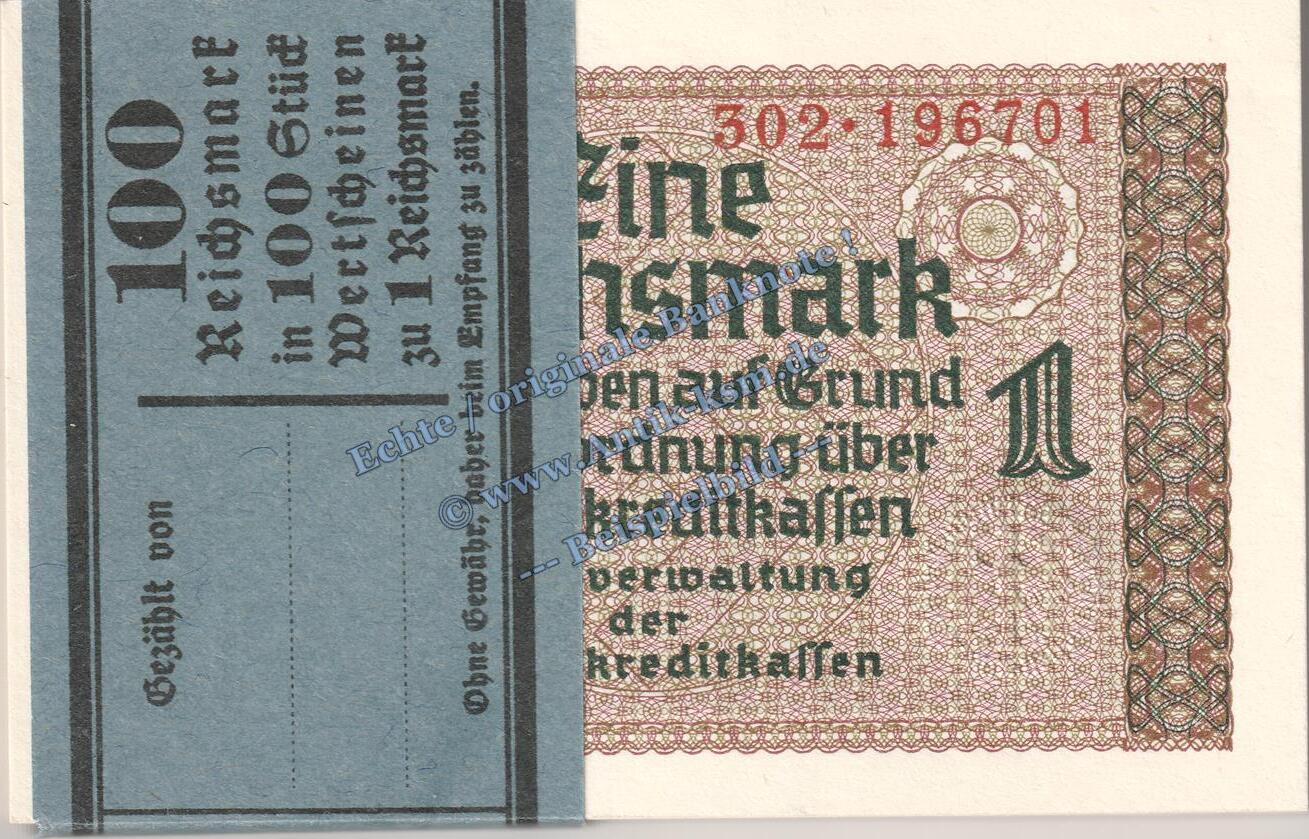 100
Reichsmark
in 100 Stück
Wertscheinen
zu 1 Reichsmark
Ohne Gewähr, daher beim Empfang zu zählen.
Gezählt von
302·196701
Eine
hsmark
ben auf Grund
rdnung über
kreditkassen
verwaltung
der
kreditkassen
1
Echte / originale Banknote !
© www.Antik-ksm.de
--- Beispielbild ---